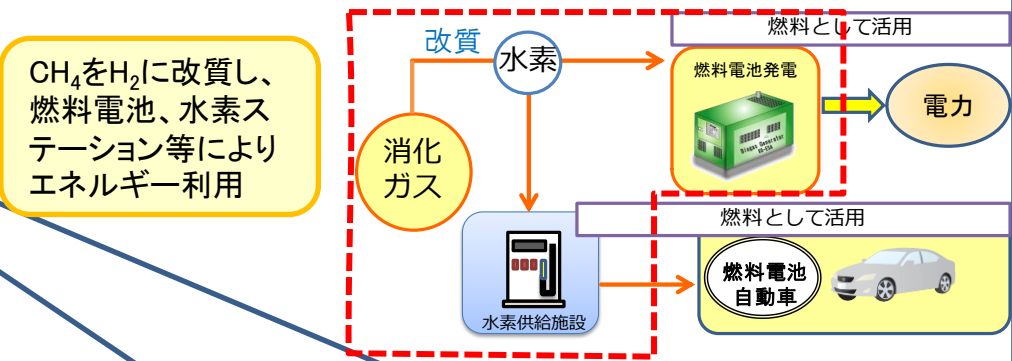 CH4をH2に改質し、
燃料電池、水素ス
テーション等により
エネルギー利用
改質
水素
消化
ガス
燃料として活用
燃料電池発電
電力
燃料として活用
水素供給施設
燃料電池
自動車